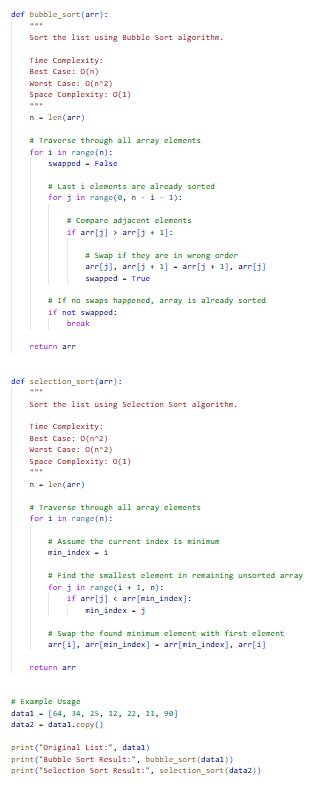 def bubble_sort(arr):
    """
    Sort the list using Bubble Sort algorithm.

    Time Complexity:
    Best Case: O(n)
    Worst Case: O(n^2)
    Space Complexity: O(1)
    """
    n = len(arr)

    # Traverse through all array elements
    for i in range(n):
        swapped = False

        # Last i elements are already sorted
        for j in range(0, n - i - 1):

            # Compare adjacent elements
            if arr[j] > arr[j + 1]:

                # Swap if they are in wrong order
                arr[j], arr[j + 1] = arr[j + 1], arr[j]
                swapped = True

        # If no swaps happened, array is already sorted
        if not swapped:
            break

    return arr


def selection_sort(arr):
    """
    Sort the list using Selection Sort algorithm.

    Time Complexity:
    Best Case: O(n^2)
    Worst Case: O(n^2)
    Space Complexity: O(1)
    """
    n = len(arr)

    # Traverse through all array elements
    for i in range(n):

        # Assume the current index is minimum
        min_index = i

        # Find the smallest element in remaining unsorted array
        for j in range(i + 1, n):
            if arr[j] < arr[min_index]:
                min_index = j

        # Swap the found minimum element with first element
        arr[i], arr[min_index] = arr[min_index], arr[i]

    return arr


# Example Usage
data1 = [64, 34, 25, 12, 22, 11, 90]
data2 = data1.copy()

print("Original List:", data1)
print("Bubble Sort Result:", bubble_sort(data1))
print("Selection Sort Result:", selection_sort(data2))